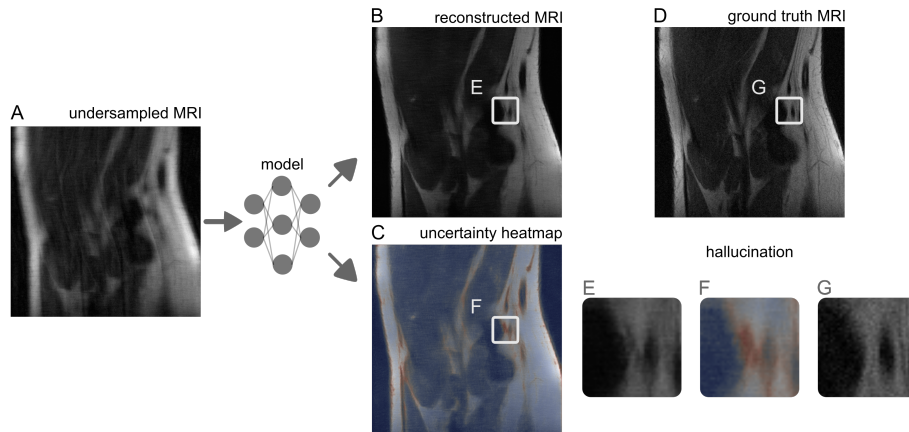 A
undersampled MRI
model
B
reconstructed MRI
E
C
uncertainty heatmap
F
D
ground truth MRI
G
hallucination
E
F
G